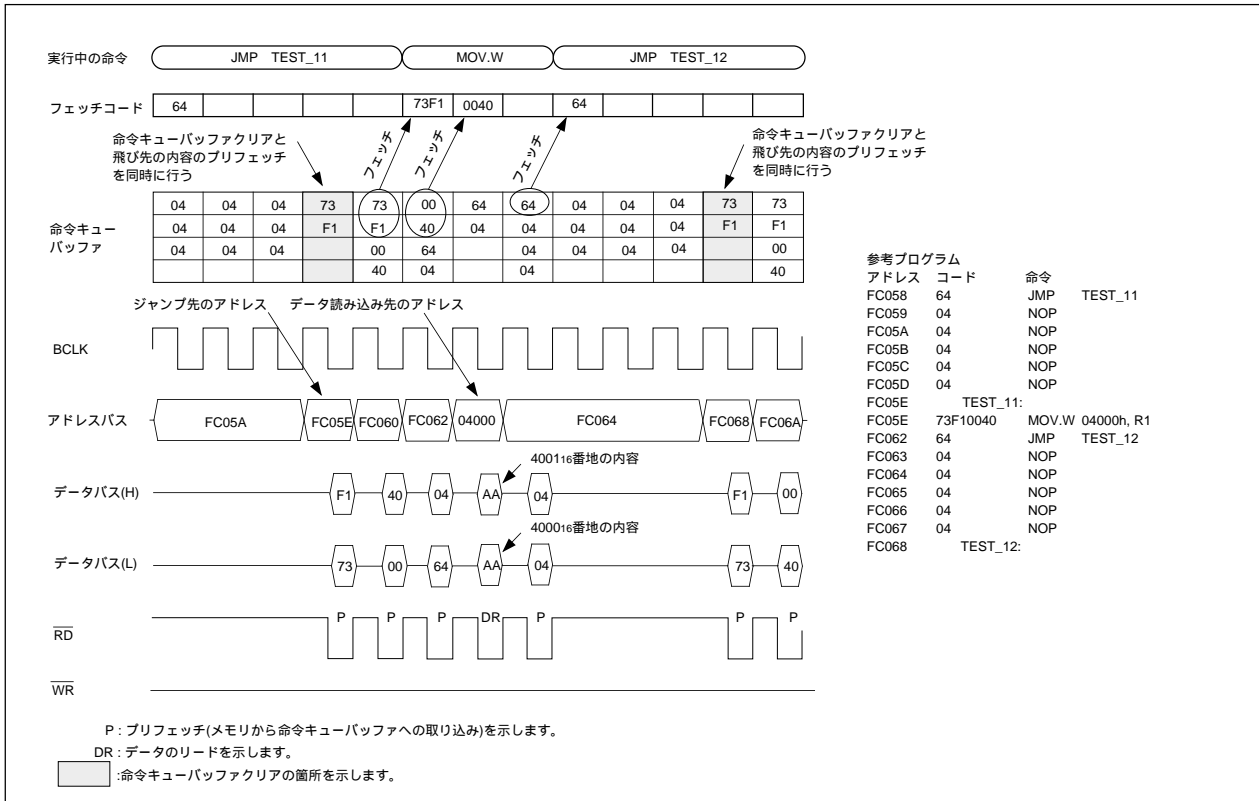 実行中の命令 JMP TEST_11 MOV.W JMP TEST_12
フェッチコード 64 73F1 0040 64
命令キューバッファクリアと
飛び先の内容のプリフェッチ
を同時に行う
フェッチ
フェッチ
フェッチ
命令キューバッファクリアと
飛び先の内容のプリフェッチ
を同時に行う
命令キュー
バッファ
04 04 04 73 73 00 64 64 04 04 04 73 73
04 04 04 F1 F1 40 04 04 04 04 04 F1 F1
04 04 04 00 64 04 04 04 04 00
40 04 04 40
ジャンプ先のアドレス データ読み込み先のアドレス
BCLK
アドレスバス FC05A FC05E FC060 FC062 04000 FC064 FC068 FC06A
400116番地の内容
データバス(H) F1 40 04 AA 04 F1 00
400016番地の内容
データバス(L) 73 00 64 AA 04 73 40
RD P P P DR P P P
WR
P : プリフェッチ(メモリから命令キューバッファへの取り込み)を示します。
DR : データのリードを示します。
:命令キューバッファクリアの箇所を示します。
参考プログラム
アドレス コード 命令
FC058 64 JMP TEST_11
FC059 04 NOP
FC05A 04 NOP
FC05B 04 NOP
FC05C 04 NOP
FC05D 04 NOP
FC05E TEST_11:
FC05E 73F10040 MOV.W 04000h, R1
FC062 64 JMP TEST_12
FC063 04 NOP
FC064 04 NOP
FC065 04 NOP
FC066 04 NOP
FC067 04 NOP
FC068 TEST_12: